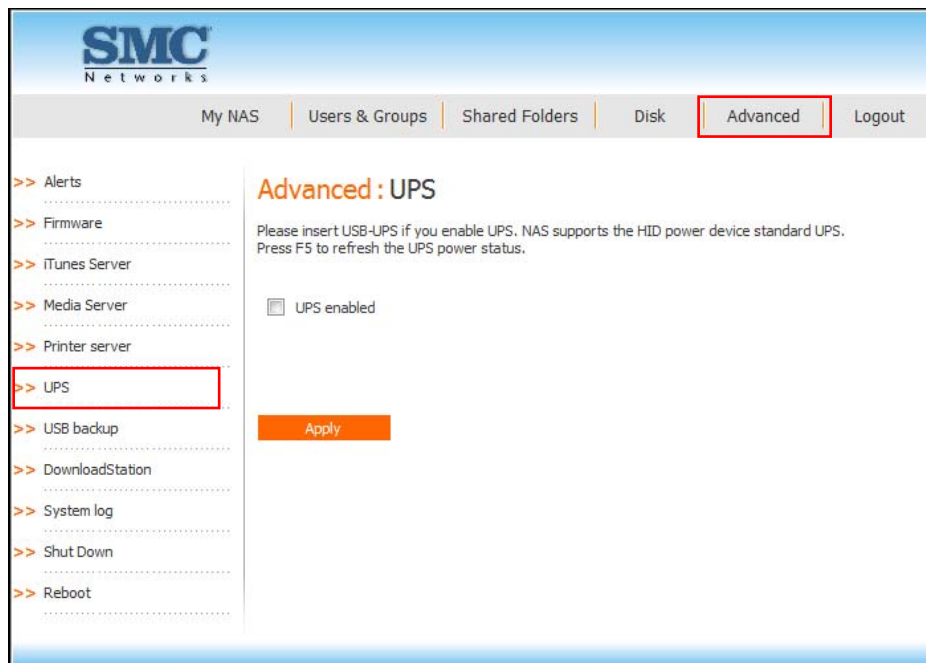 SMC
Networks
My NAS Users & Groups Shared Folders Disk Advanced Logout
>> Alerts
>> Firmware
>> iTunes Server
>> Media Server
>> Printer server
>> UPS
>> USB backup
>> DownloadStation
>> System log
>> Shut Down
>> Reboot
Advanced : UPS
Please insert USB-UPS if you enable UPS. NAS supports the HID power device standard UPS.
Press F5 to refresh the UPS power status.
UPS enabled
Apply